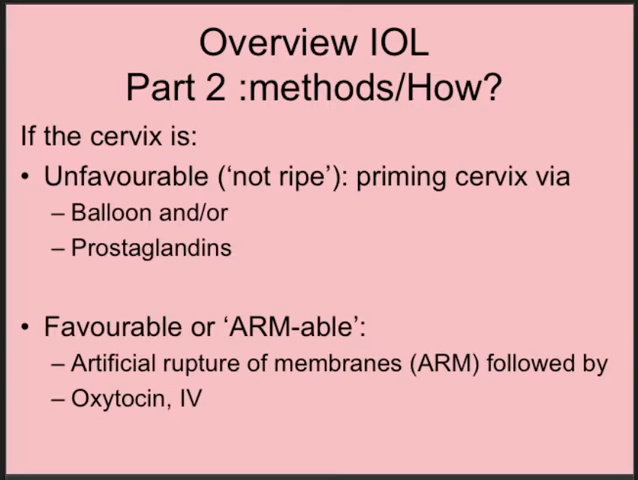 Overview IOL
Part 2 :methods/How?
If the cervix is:
• Unfavourable (‘not ripe’): priming cervix via
– Balloon and/or
– Prostaglandins
• Favourable or ‘ARM-able’:
– Artificial rupture of membranes (ARM) followed by
– Oxytocin, IV